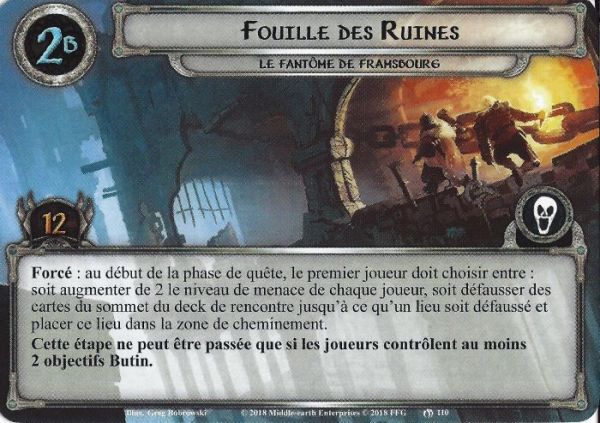 2B
FOUILLE DES RUINES
LE FANTÔME DE FRAMSBOURG
12
Forcé : au début de la phase de quête, le premier joueur doit choisir entre :
soit augmenter de 2 le niveau de menace de chaque joueur, soit défausser des
cartes du sommet du deck de rencontre jusqu'à ce qu'un lieu soit défaussé et
placer ce lieu dans la zone de cheminement.
Cette étape ne peut être passée que si les joueurs contrôlent au moins
2 objectifs Butin.
Illus. Greg Bobrowski © 2018 Middle-earth Enterprises © 2018 FFG 110